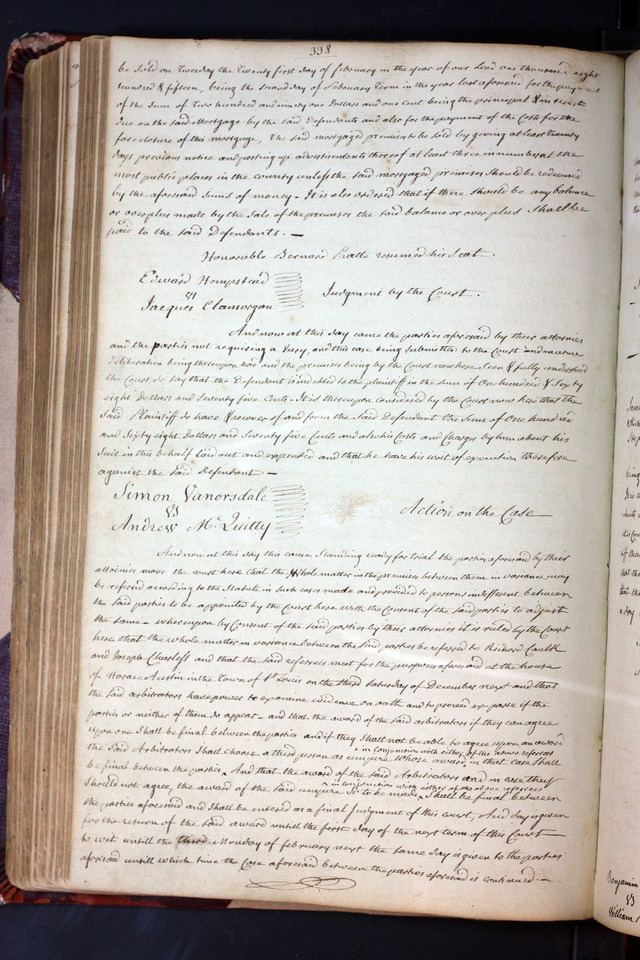 338
be sold on Tuesday the Twenty first day of February in the year of our Lord one thousand eight
hundred & fifteen, being the second day of February Term in the year last aforesaid for the payment
of the Sum of Two hundred and ninety one Dollars and one cent being the principal & interest
due on the said Mortgage by the said Defendants and also for the payment of the Costs for the
foreclosure of this mortgage, The said mortgaged premises to be sold by giving at least Twenty
days previous notice and posting up advertisements thereof at least three in number at the
most public places in the county unless the said mortgaged premises should be redeemed
by the aforesaid Sums of money - It is also ordered that if there should be any balance
or overplus made by the Sale of the premises the said balance or overplus shall be
paid to the said Defendants. —
Honorable Bernard Pratte resumed his Seat.
Edward Hempstead
vs
Jacques Clamorgan
Judgment by the Court.
And now at this day came the parties aforesaid by their attornies
and the parties not requiring a Jury, and this case being submitted to the Court and mature
deliberation being thereupon had and the premises being by the Court now here seen & fully understood
the Court do say that the Defendant is indebted to the plaintiff in the Sum of One hundred & Sixty
eight Dollars and Seventy five Cents - It is thereupon considered by the Court now here that the
said Plaintiff do have & recover of and from the said Defendant the Sum of One hundred
and Sixty eight Dollars and Seventy five Cents and also his Costs and Charges by him about his
Suit in this behalf laid out and expended and that he have his writ of execution therefore
against the said Defendant. —
Simon Vanorsdale
vs
Andrew Mc Quitty
Action on the Case
And now at this day this cause standing ready for trial the parties aforesaid by their
attornies move the court here that the whole matter in the premises between them in variance may
be referred according to the Statute in such cases made and provided to persons indifferent between
the said parties to be appointed by the Court here with the Consent of the said parties to adjust
the same - whereupon by Consent of the said parties by their attornies it is ruled by the Court
here that the whole matter in variance between the said parties be referred to Richard Caulk
and Joseph Charless and that the said referees meet for the purposes aforesaid at the house
of Horace Austin in the Town of St Louis on the third Saturday of December next and that
the said arbitrators have power to examine evidence on oath and to proceed ex parte if the
parties or neither of them do appear - and that the award of the said arbitrators if they can agree
upon one shall be final between the parties and if they shall not be able to agree upon an award
the said Arbitrators shall choose a third person as umpire whose award ^ in conjunction with either of the above referees in that case shall
be final between the parties. And that the award of the said Arbitrators and in case they
should not agree, the award of the said umpire ^ in conjunction with either of the above referees so to be made, shall be final between
the parties aforesaid and shall be entered as a final Judgment of this court, And day is given
for the return of the said award untill the first day of the next term of this Court
to wit untill the third Monday of February next the same day is given to the parties
aforesaid untill which time the Case aforesaid between the parties aforesaid is continued. —
Benjamin
vs
William